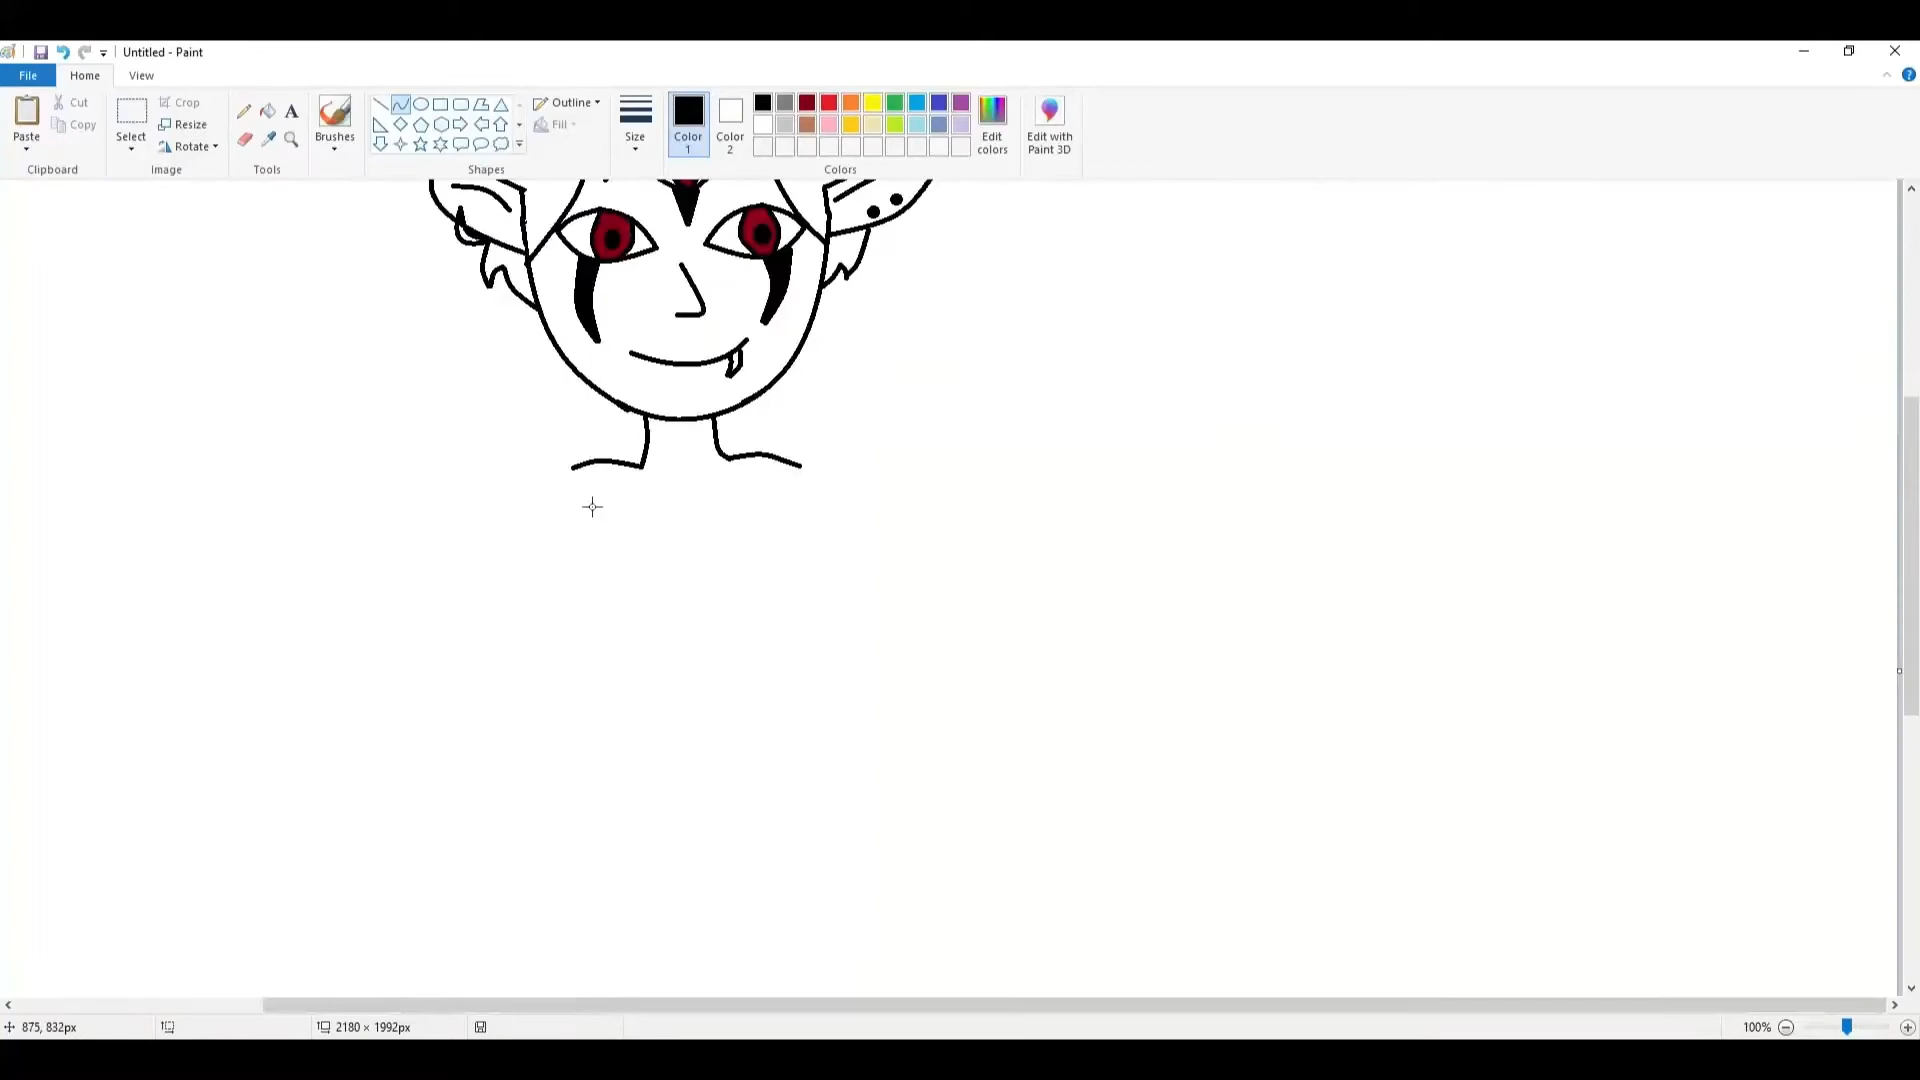 Untitled - Paint
File Home View
Paste Cut Copy Select Crop Resize Rotate A Brushes Outline Fill Size Color 1 Color 2 Edit colors Edit with Paint 3D
Clipboard Image Tools Shapes Colors
875, 832px 2180 × 1992px 100%